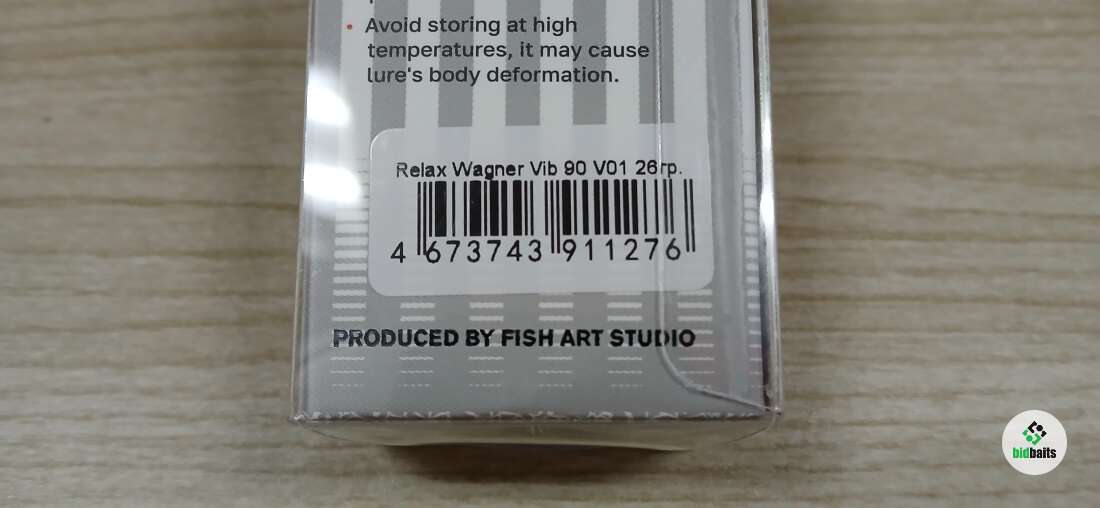 • Avoid storing at high
temperatures, it may cause
lure's body deformation.
Relax Wagner Vib 90 V01 26гр.
4 673743 911276
PRODUCED BY FISH ART STUDIO
bidbaits